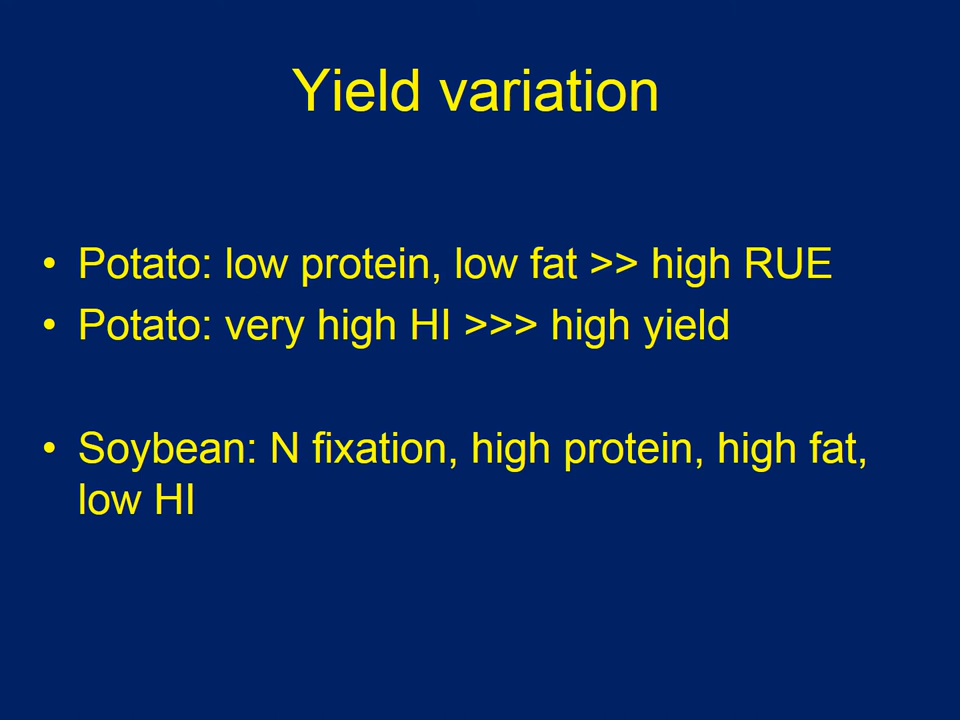 Yield variation
• Potato: low protein, low fat >> high RUE
• Potato: very high HI >>> high yield
• Soybean: N fixation, high protein, high fat,
low HI